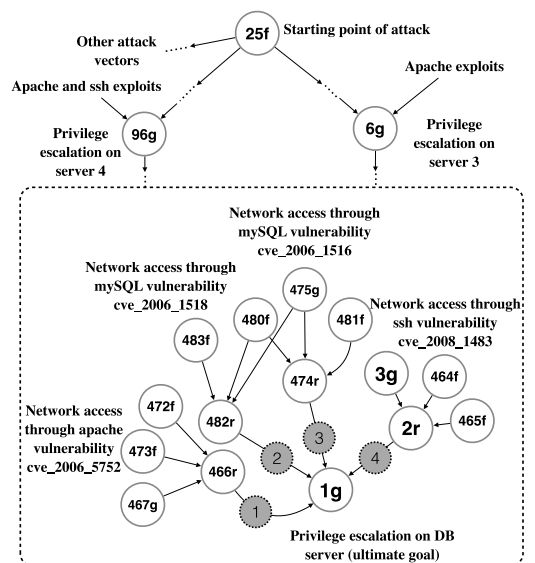 25f
Starting point of attack
Other attack
vectors
Apache and ssh exploits
Apache exploits
96g
6g
Privilege
escalation on
server 4
Privilege
escalation on
server 3
Network access through
mySQL vulnerability
cve_2006_1516
Network access through
mySQL vulnerability
cve_2006_1518
475g
480f
481f
Network access through
ssh vulnerability
cve_2008_1483
483f
474r
3g
464f
Network access
through apache
vulnerability
cve_2006_5752
472f
482r
2r
465f
473f
466r
467g
3
2
4
1g
1
Privilege escalation on DB
server (ultimate goal)